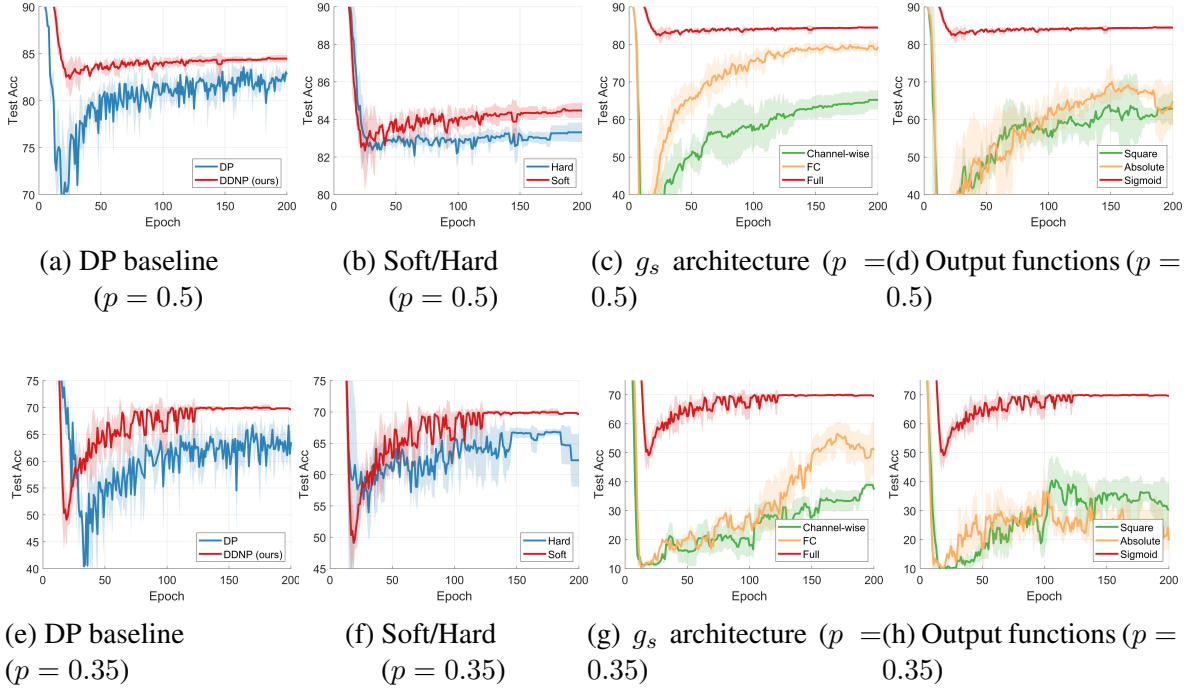 90
85
80
75
70
Test Acc
0 50 100 150 200
Epoch
DP
DDNP (ours)
(a) DP baseline
(p = 0.5)
90
88
86
84
82
80
Test Acc
0 50 100 150 200
Epoch
Hard
Soft
(b) Soft/Hard
(p = 0.5)
90
80
70
60
50
40
Test Acc
0 50 100 150 200
Epoch
Channel-wise
FC
Full
(c) g_s architecture (p =
0.5)
90
80
70
60
50
40
Test Acc
0 50 100 150 200
Epoch
Square
Absolute
Sigmoid
(d) Output functions (p =
0.5)
75
70
65
60
55
50
45
40
Test Acc
0 50 100 150 200
Epoch
DP
DDNP (ours)
(e) DP baseline
(p = 0.35)
75
70
65
60
55
50
45
Test Acc
0 50 100 150 200
Epoch
Hard
Soft
(f) Soft/Hard
(p = 0.35)
70
60
50
40
30
20
10
Test Acc
0 50 100 150 200
Epoch
Channel-wise
FC
Full
(g) g_s architecture (p =
0.35)
70
60
50
40
30
20
10
Test Acc
0 50 100 150 200
Epoch
Square
Absolute
Sigmoid
(h) Output functions (p =
0.35)